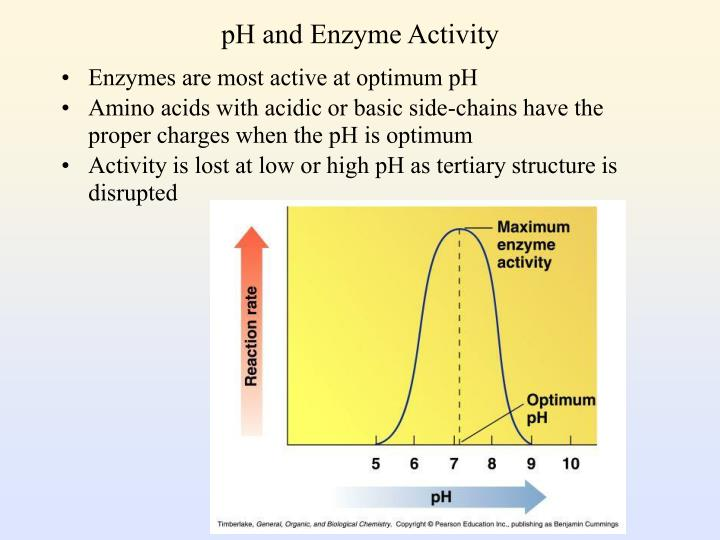 pH and Enzyme Activity
• Enzymes are most active at optimum pH
• Amino acids with acidic or basic side-chains have the
proper charges when the pH is optimum
• Activity is lost at low or high pH as tertiary structure is
disrupted
Maximum
enzyme
activity
Reaction rate
Optimum
pH
5 6 7 8 9 10
pH
Timberlake, General, Organic, and Biological Chemistry. Copyright © Pearson Education Inc., publishing as Benjamin Cummings